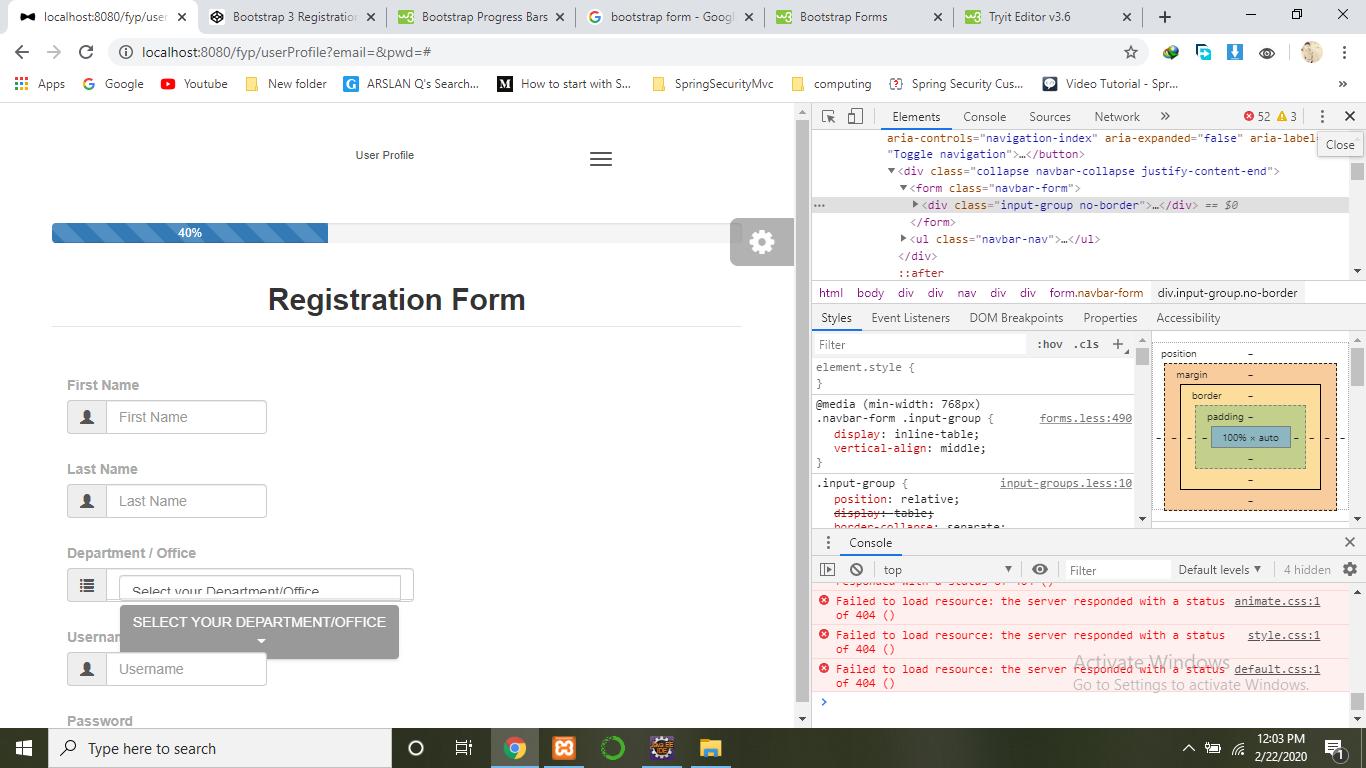 localhost:8080/fyp/user
Bootstrap 3 Registration
Bootstrap Progress Bars
bootstrap form - Googl
Bootstrap Forms
Tryit Editor v3.6
localhost:8080/fyp/userProfile?email=&pwd=#
Apps
Google
Youtube
New folder
ARSLAN Q's Search...
How to start with S...
SpringSecurityMvc
computing
Spring Security Cus...
Video Tutorial - Spr...
»
User Profile
40%
Registration Form
First Name
First Name
Last Name
Last Name
Department / Office
Select your Department/Office
SELECT YOUR DEPARTMENT/OFFICE
Usernam
Username
Password
Elements Console Sources Network » 52 3
Close
aria-controls="navigation-index" aria-expanded="false" aria-label=
"Toggle navigation">…</button>
<div class="collapse navbar-collapse justify-content-end">
<form class="navbar-form">
<div class="input-group no-border">…</div> == $0
</form>
<ul class="navbar-nav">…</ul>
</div>
::after
html body div div nav div div form.navbar-form div.input-group.no-border
Styles Event Listeners DOM Breakpoints Properties Accessibility
Filter :hov .cls +
element.style {
}
@media (min-width: 768px)
.navbar-form .input-group { forms.less:490
display: inline-table;
vertical-align: middle;
}
.input-group { input-groups.less:10
position: relative;
display: table;
border-collapse: separate;
position –
margin –
border –
padding –
100% × auto
Console
top Filter Default levels 4 hidden
responded with a status of 404 ()
Failed to load resource: the server responded with a status animate.css:1
of 404 ()
Failed to load resource: the server responded with a status style.css:1
of 404 ()
Failed to load resource: the server responded with a status default.css:1
of 404 ()
Activate Windows
Go to Settings to activate Windows.
Type here to search
12:03 PM
2/22/2020
1